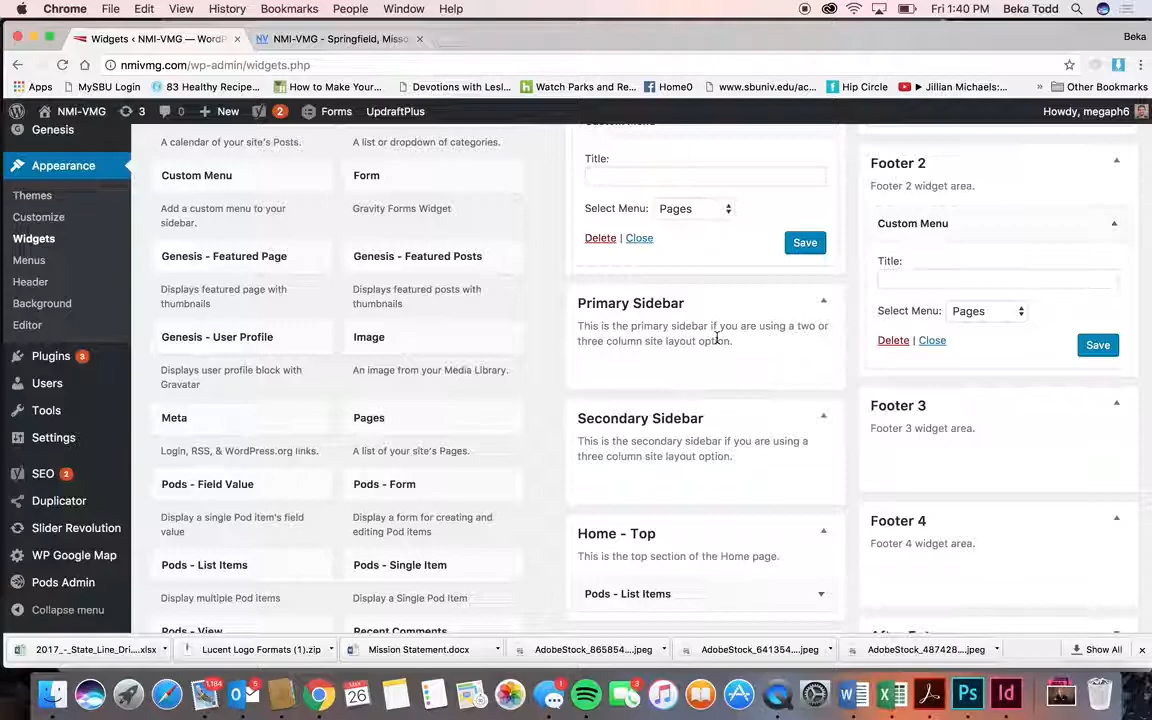 Chrome File Edit View History Bookmarks People Window Help Fri 1:40 PM Beka Todd
Widgets ‹ NMI-VMG — WordP × NMI-VMG - Springfield, Misso × Beka
nmivmg.com/wp-admin/widgets.php
Apps MySBU Login 83 Healthy Recipe... How to Make Your... Devotions with Lesl... Watch Parks and Re... Home0 www.sbuniv.edu/ac... Hip Circle ▶ Jillian Michaels:... » Other Bookmarks
NMI-VMG 3 0 + New 2 Forms UpdraftPlus Howdy, megaph6
Genesis
Appearance
Themes
Customize
Widgets
Menus
Header
Background
Editor
Plugins 3
Users
Tools
Settings
SEO 2
Duplicator
Slider Revolution
WP Google Map
Pods Admin
Collapse menu
A calendar of your site's Posts.
A list or dropdown of categories.
Custom Menu
Form
Add a custom menu to your
sidebar.
Gravity Forms Widget
Genesis - Featured Page
Genesis - Featured Posts
Displays featured page with
thumbnails
Displays featured posts with
thumbnails
Genesis - User Profile
Image
Displays user profile block with
Gravatar
An image from your Media Library.
Meta
Pages
Login, RSS, & WordPress.org links.
A list of your site's Pages.
Pods - Field Value
Pods - Form
Display a single Pod item's field
value
Display a form for creating and
editing Pod items
Pods - List Items
Pods - Single Item
Display multiple Pod items
Display a Single Pod Item
Pods - View
Recent Comments
Custom Menu
Title:
Select Menu: Pages
Delete | Close
Save
Primary Sidebar
This is the primary sidebar if you are using a two or
three column site layout option.
Secondary Sidebar
This is the secondary sidebar if you are using a
three column site layout option.
Home - Top
This is the top section of the Home page.
Pods - List Items
Footer 2
Footer 2 widget area.
Custom Menu
Title:
Select Menu: Pages
Delete | Close
Save
Footer 3
Footer 3 widget area.
Footer 4
Footer 4 widget area.
2017_-_State_Line_Dri....xlsx Lucent Logo Formats (1).zip Mission Statement.docx AdobeStock_865854....jpeg AdobeStock_641354....jpeg AdobeStock_487428....jpeg Show All ×
1,184 5 MAY 26 1 3 W X Ps Id